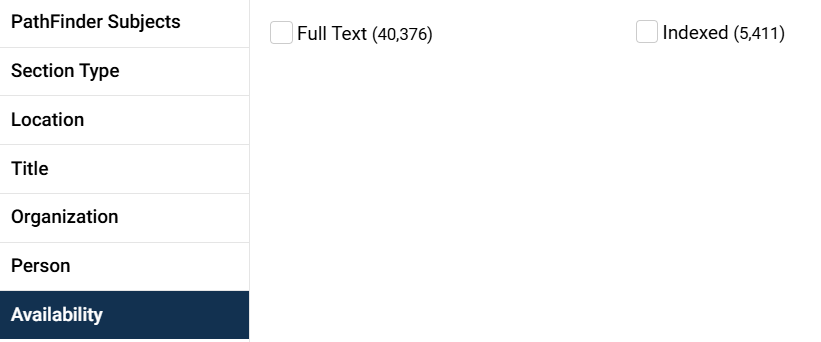 PathFinder Subjects
Section Type
Location
Title
Organization
Person
Availability
Full Text (40,376)
Indexed (5,411)